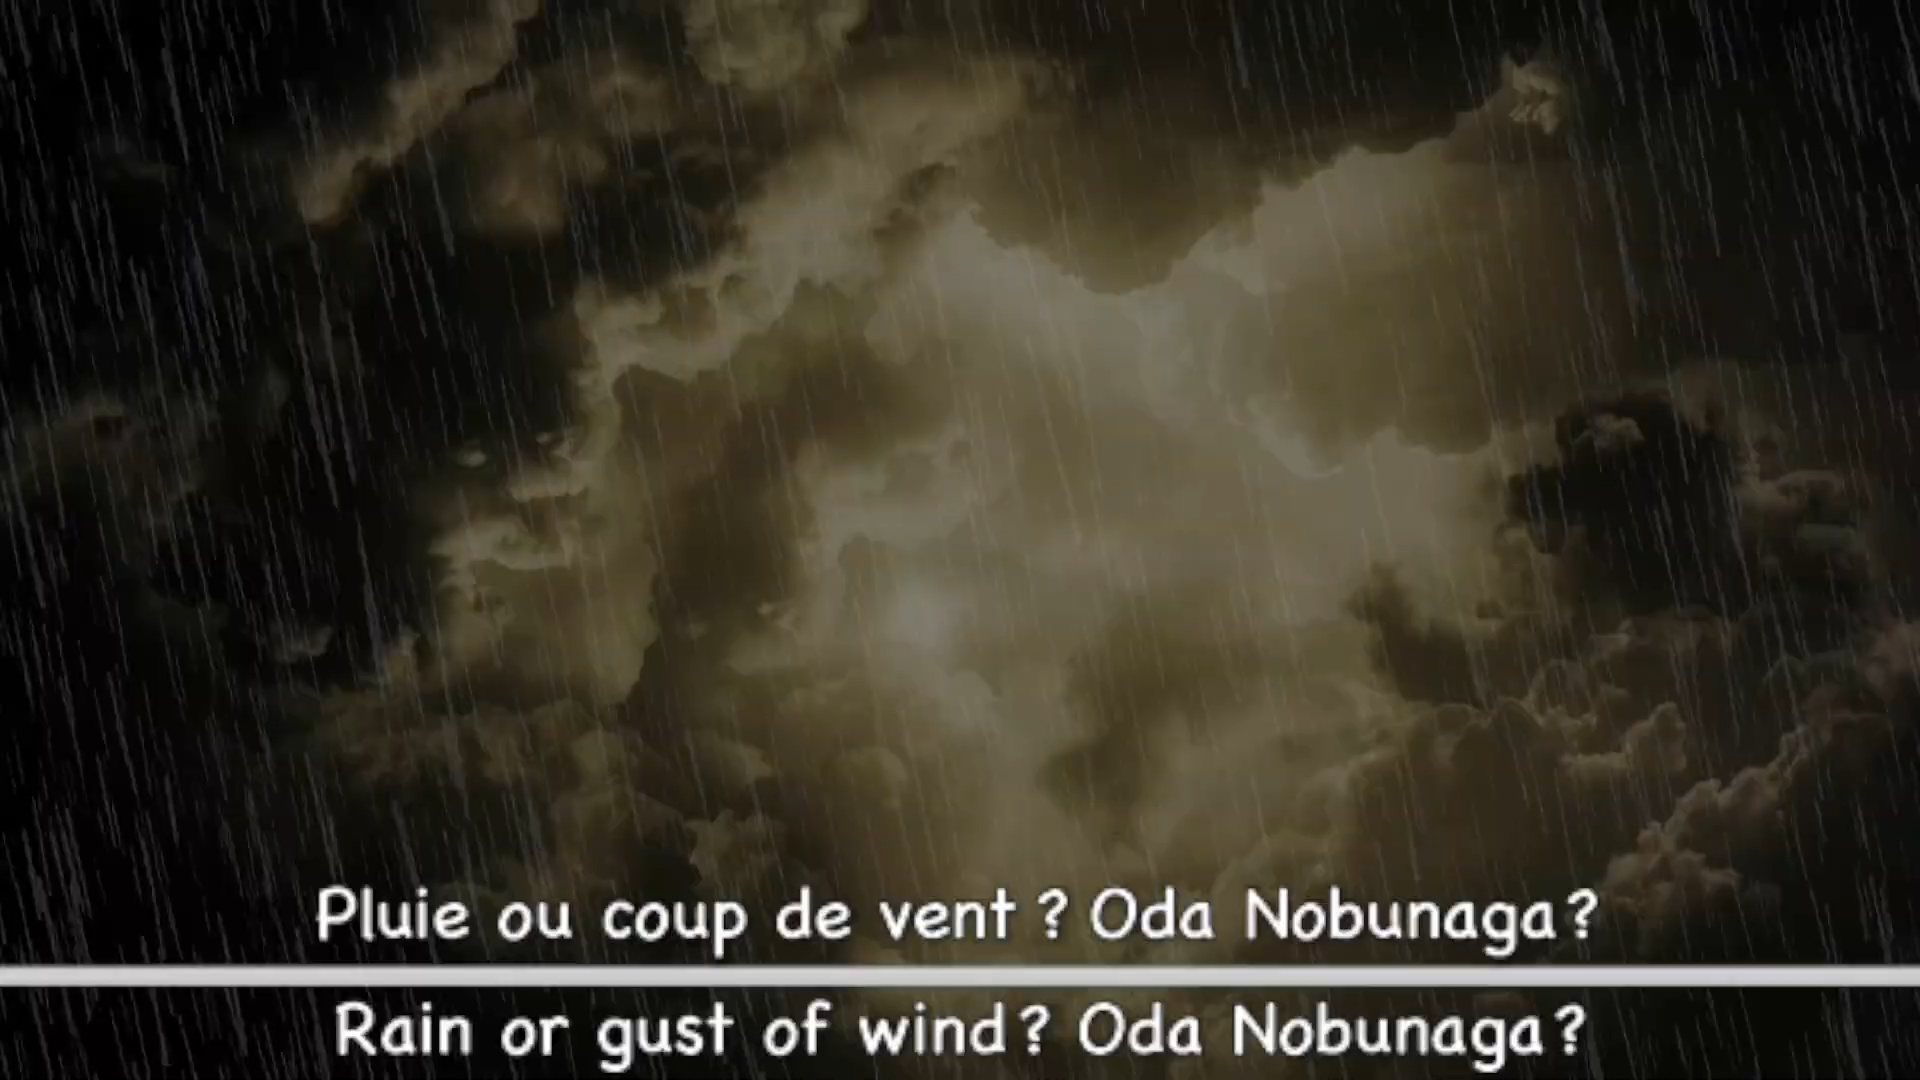 Pluie ou coup de vent ? Oda Nobunaga?
Rain or gust of wind? Oda Nobunaga?